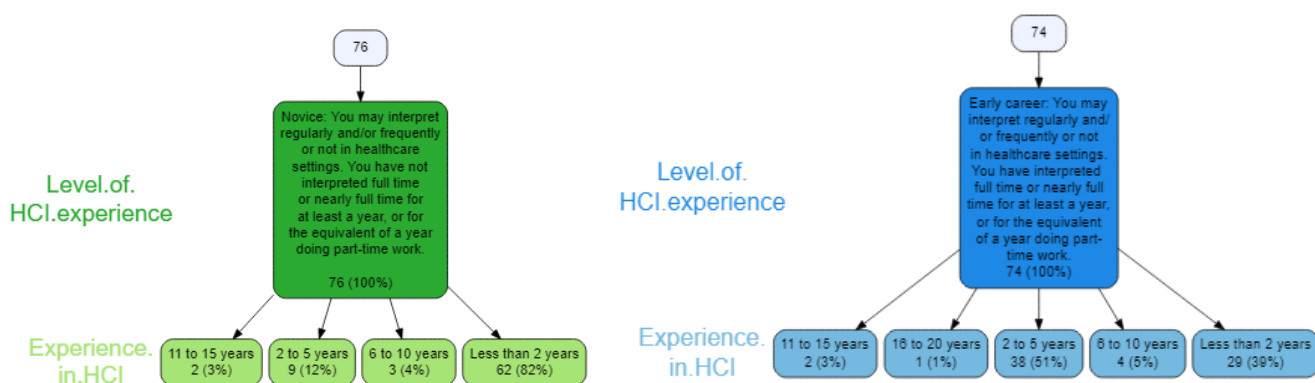 76
Novice: You may interpret
regularly and/or frequently
or not in healthcare
settings. You have not
interpreted full time
or nearly full time for
at least a year, or for
the equivalent of a year
doing part-time work.
76 (100%)
Level.of.
HCI.experience
Experience.
in.HCI
11 to 15 years
2 (3%)
2 to 5 years
9 (12%)
6 to 10 years
3 (4%)
Less than 2 years
62 (82%)
74
Early career: You may
interpret regularly and/
or frequently or not
in healthcare settings.
You have interpreted
full time or nearly full
time for at least a year,
or for the equivalent
of a year doing part-
time work.
74 (100%)
Level.of.
HCI.experience
Experience.
in.HCI
11 to 15 years
2 (3%)
16 to 20 years
1 (1%)
2 to 5 years
38 (51%)
6 to 10 years
4 (5%)
Less than 2 years
29 (39%)